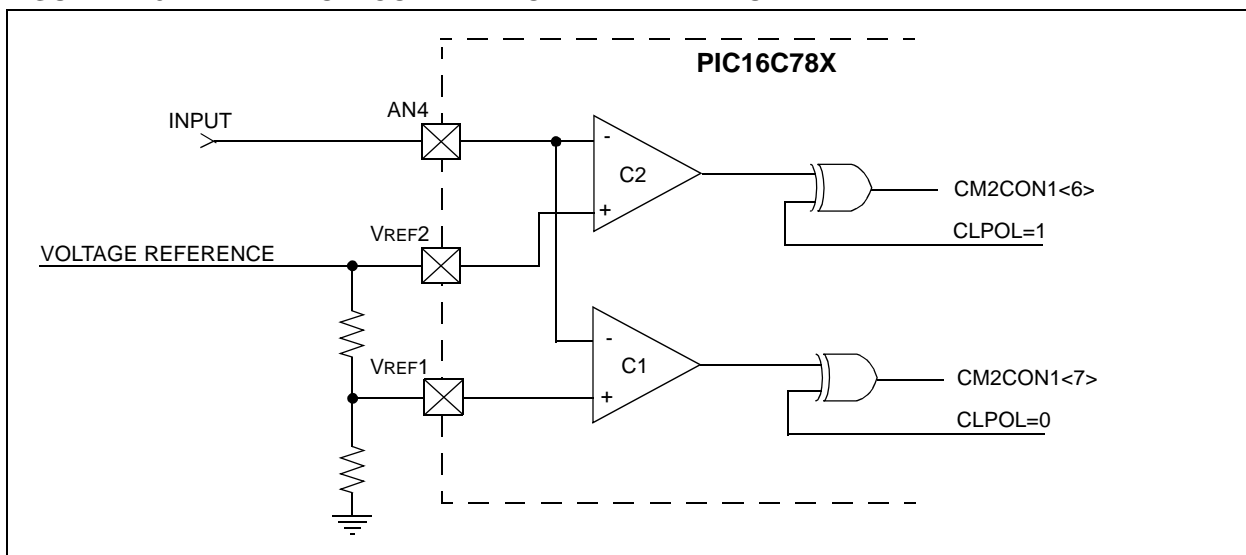 PIC16C78X
AN4
INPUT
-
C2
+
CM2CON1<6>
CLPOL=1
VREF2
VOLTAGE REFERENCE
-
C1
+
VREF1
CM2CON1<7>
CLPOL=0